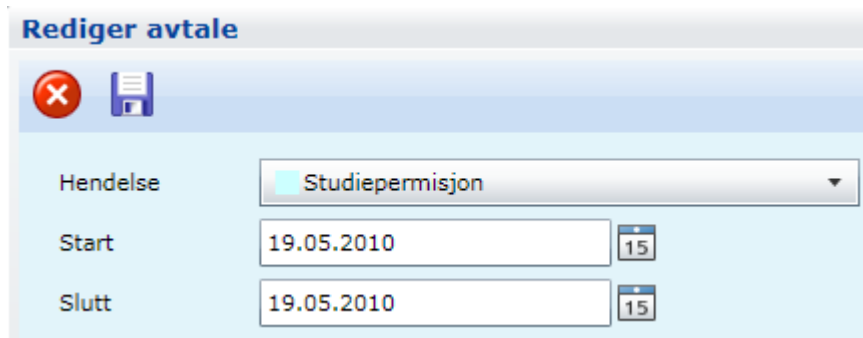 Rediger avtale
Hendelse Studiepermisjon
Start 19.05.2010 15
Slutt 19.05.2010 15